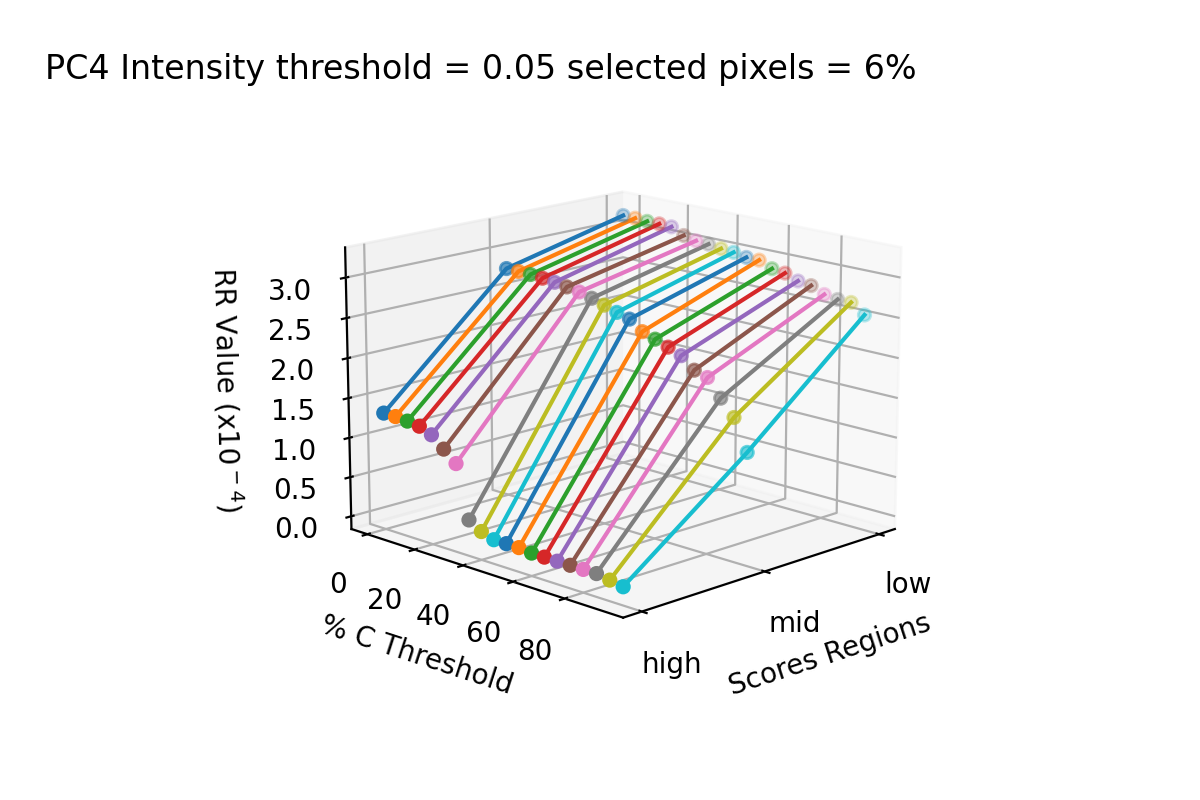 PC4 Intensity threshold = 0.05 selected pixels = 6%
RR Value (x10⁻⁴)
3.0
2.5
2.0
1.5
1.0
0.5
0.0
0
20
40
60
80
% C Threshold
high
mid
low
Scores Regions